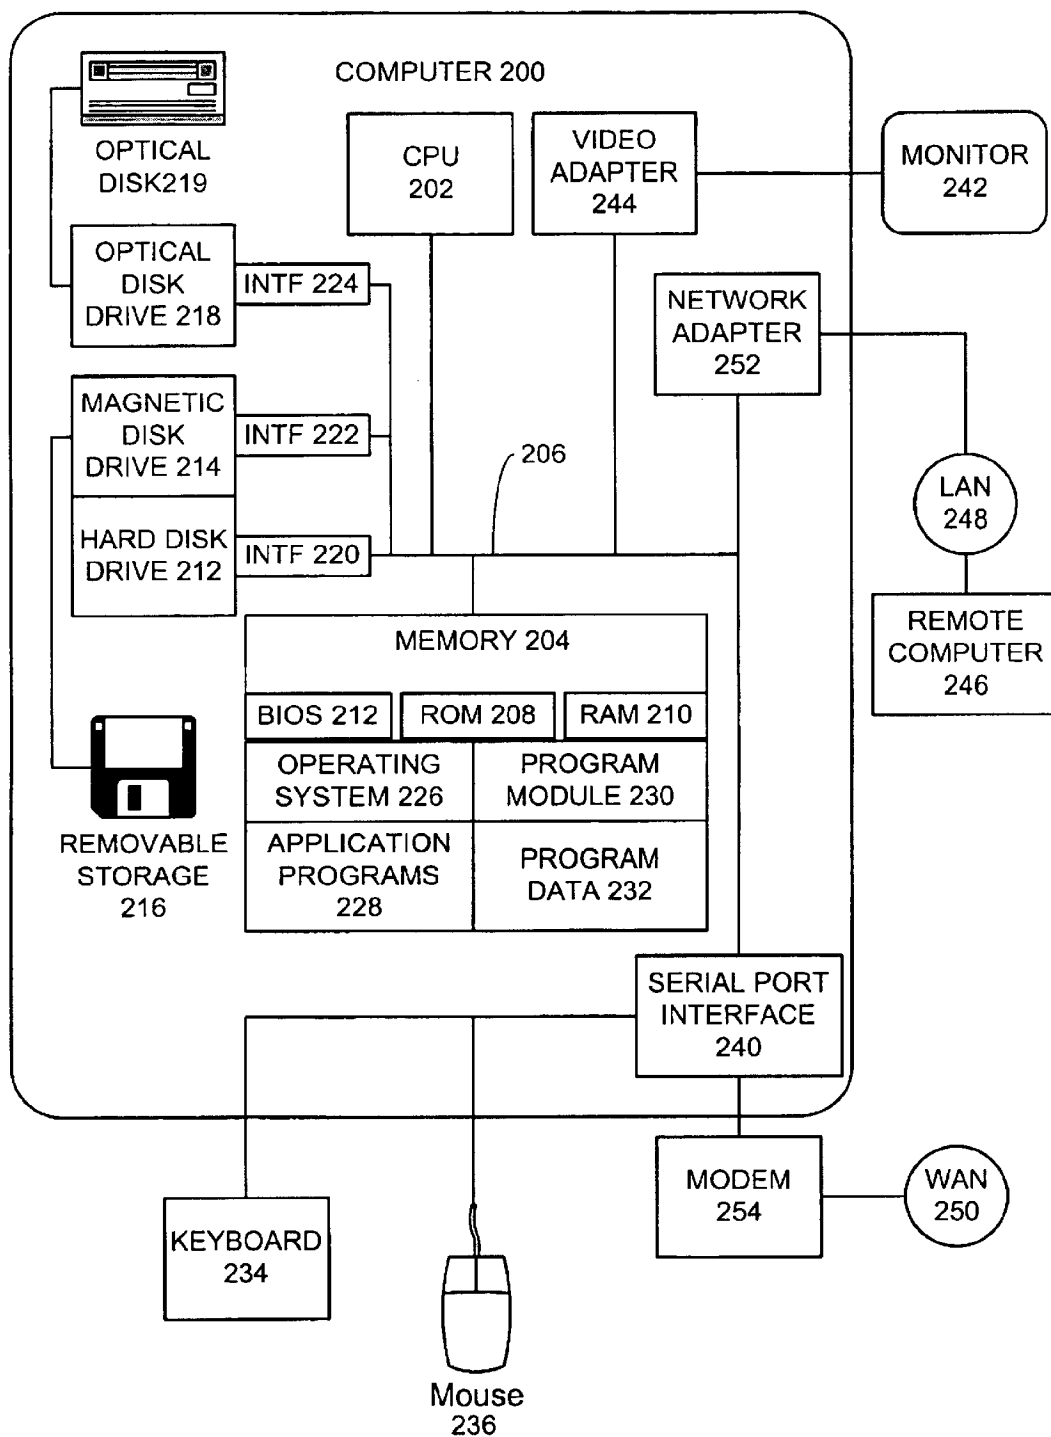 COMPUTER 200
OPTICAL
DISK219
CPU
202
VIDEO
ADAPTER
244
MONITOR
242
OPTICAL
DISK
DRIVE 218
INTF 224
NETWORK
ADAPTER
252
MAGNETIC
DISK
DRIVE 214
INTF 222
206
LAN
248
HARD DISK
DRIVE 212
INTF 220
REMOTE
COMPUTER
246
MEMORY 204
BIOS 212
ROM 208
RAM 210
OPERATING
SYSTEM 226
PROGRAM
MODULE 230
REMOVABLE
STORAGE
216
APPLICATION
PROGRAMS
228
PROGRAM
DATA 232
SERIAL PORT
INTERFACE
240
MODEM
254
WAN
250
KEYBOARD
234
Mouse
236